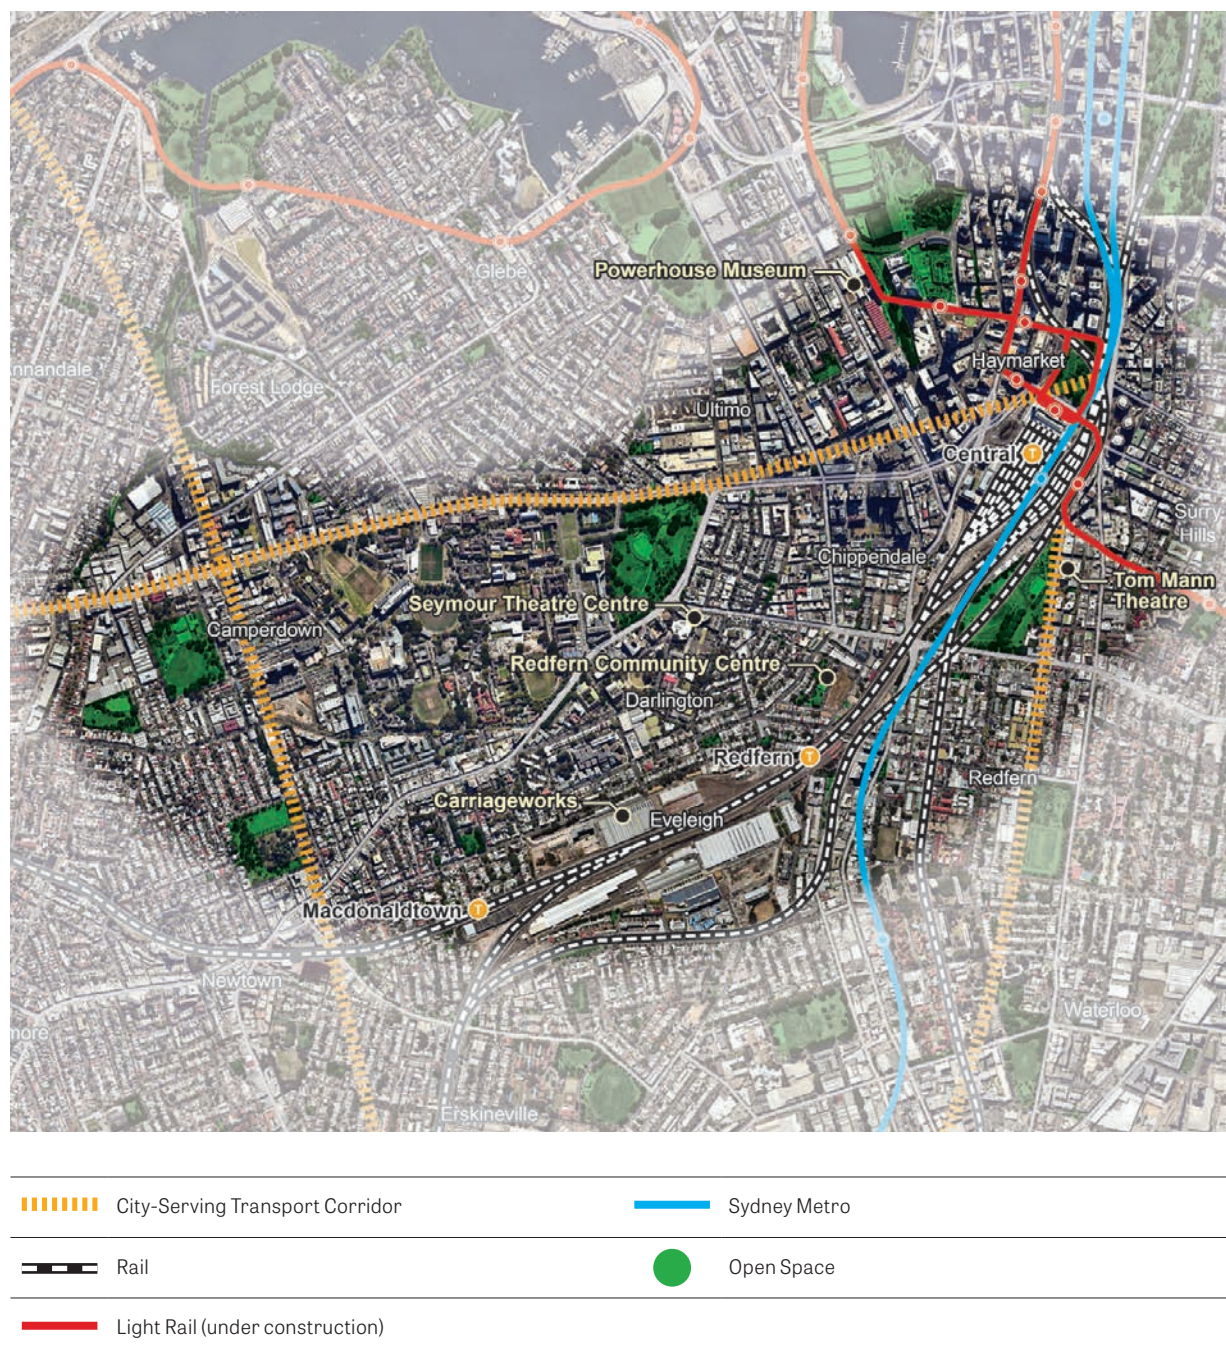 Glebe
Powerhouse Museum
Haymarket
nnandale
Forest Lodge
Ultimo
Central
T
Surry
Hills
Chippendale
Tom Mann
Theatre
Seymour Theatre Centre
Camperdown
Redfern Community Centre
Darlington
Redfern
T
Redfern
Carriageworks
Eveleigh
Macdonaldtown
T
Newtown
Waterloo
more
Erskineville
City-Serving Transport Corridor
Sydney Metro
Rail
Open Space
Light Rail (under construction)